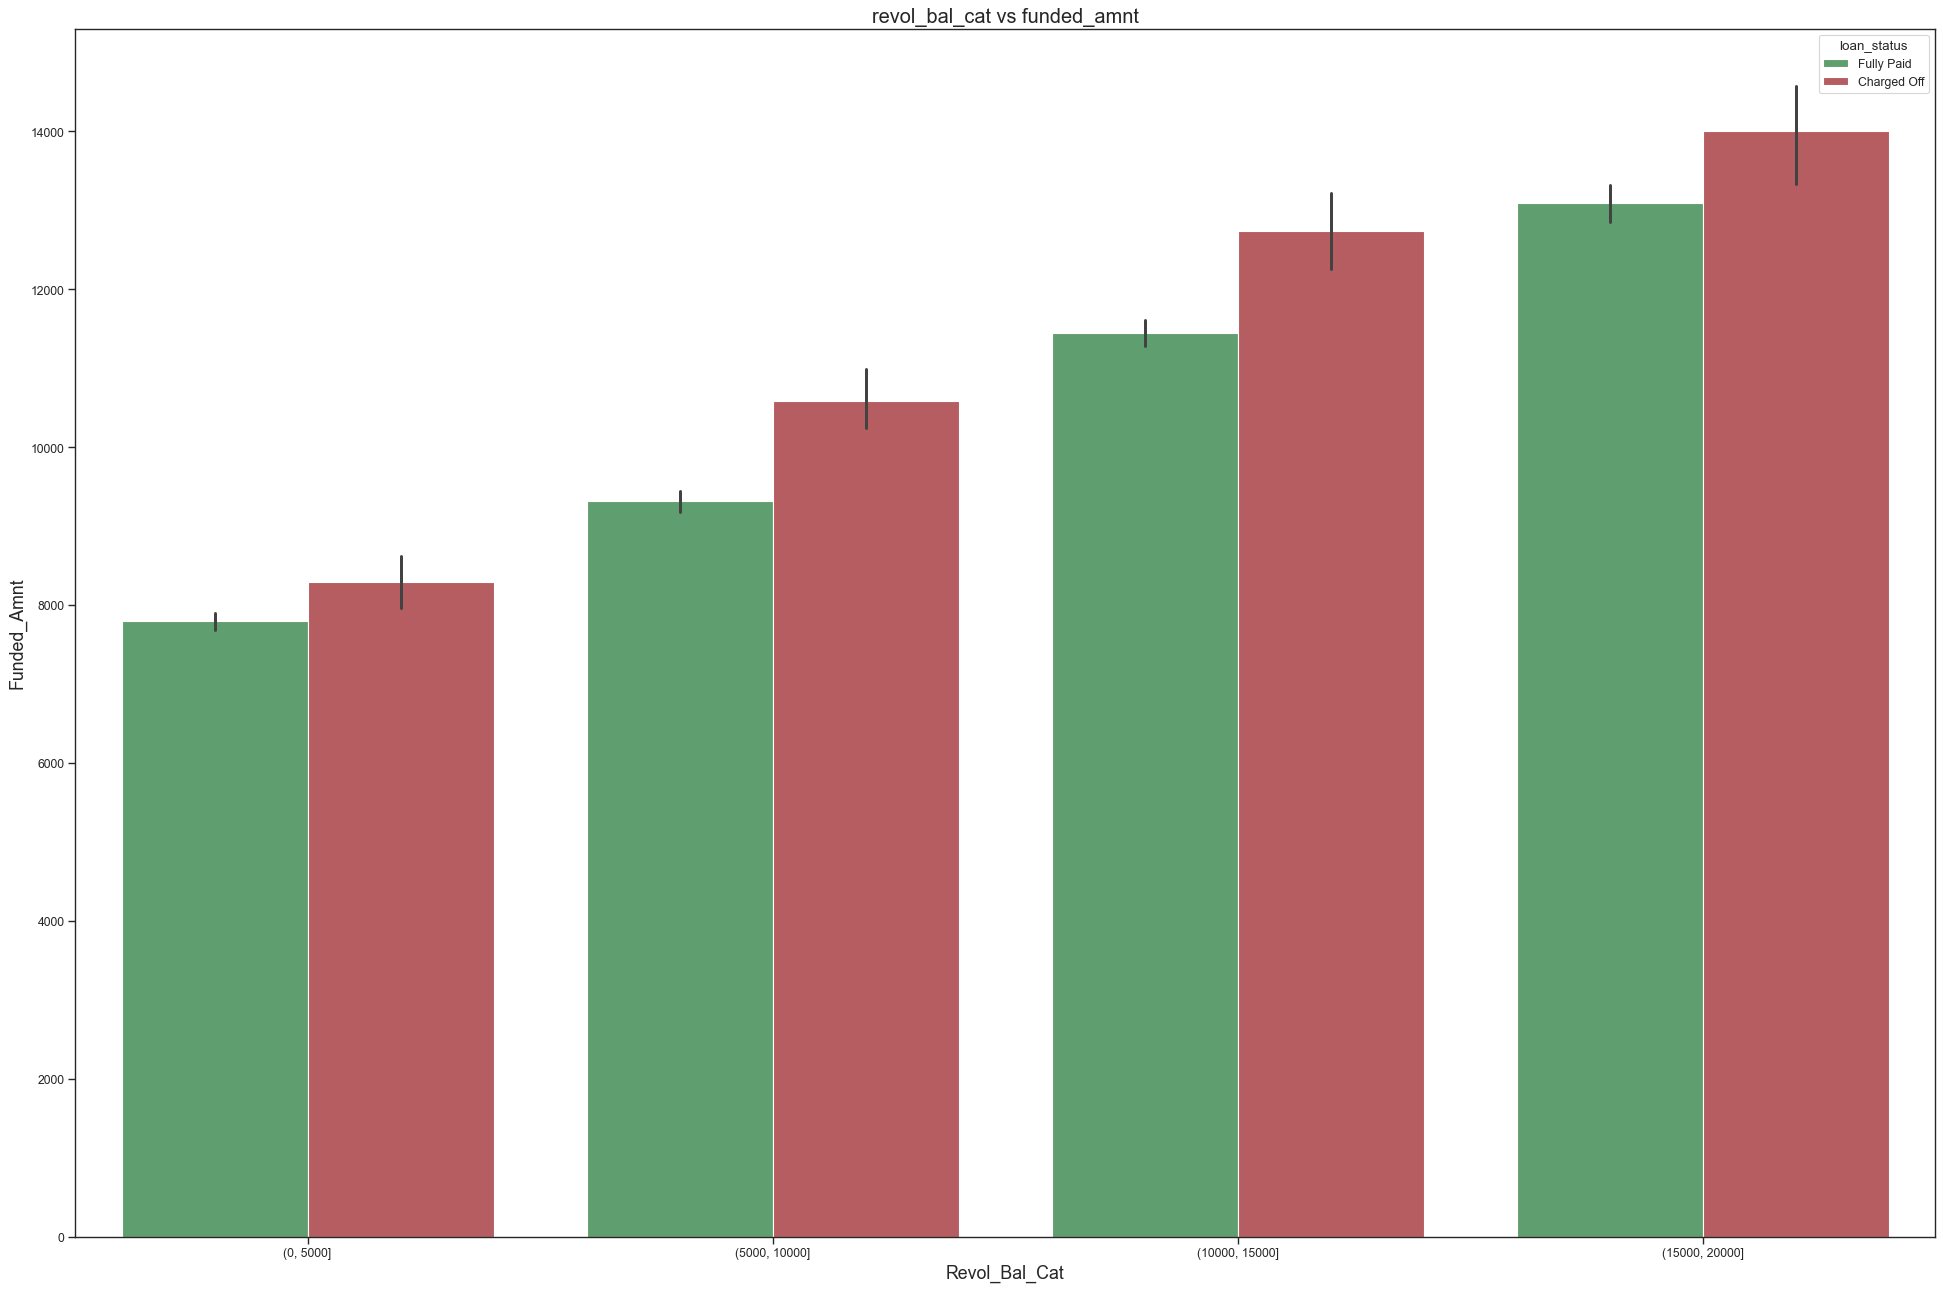 revol_bal_cat vs funded_amnt
loan_status
Fully Paid
Charged Off
14000
12000
10000
8000
6000
4000
2000
0
Funded_Amnt
(0, 5000]
(5000, 10000]
(10000, 15000]
(15000, 20000]
Revol_Bal_Cat